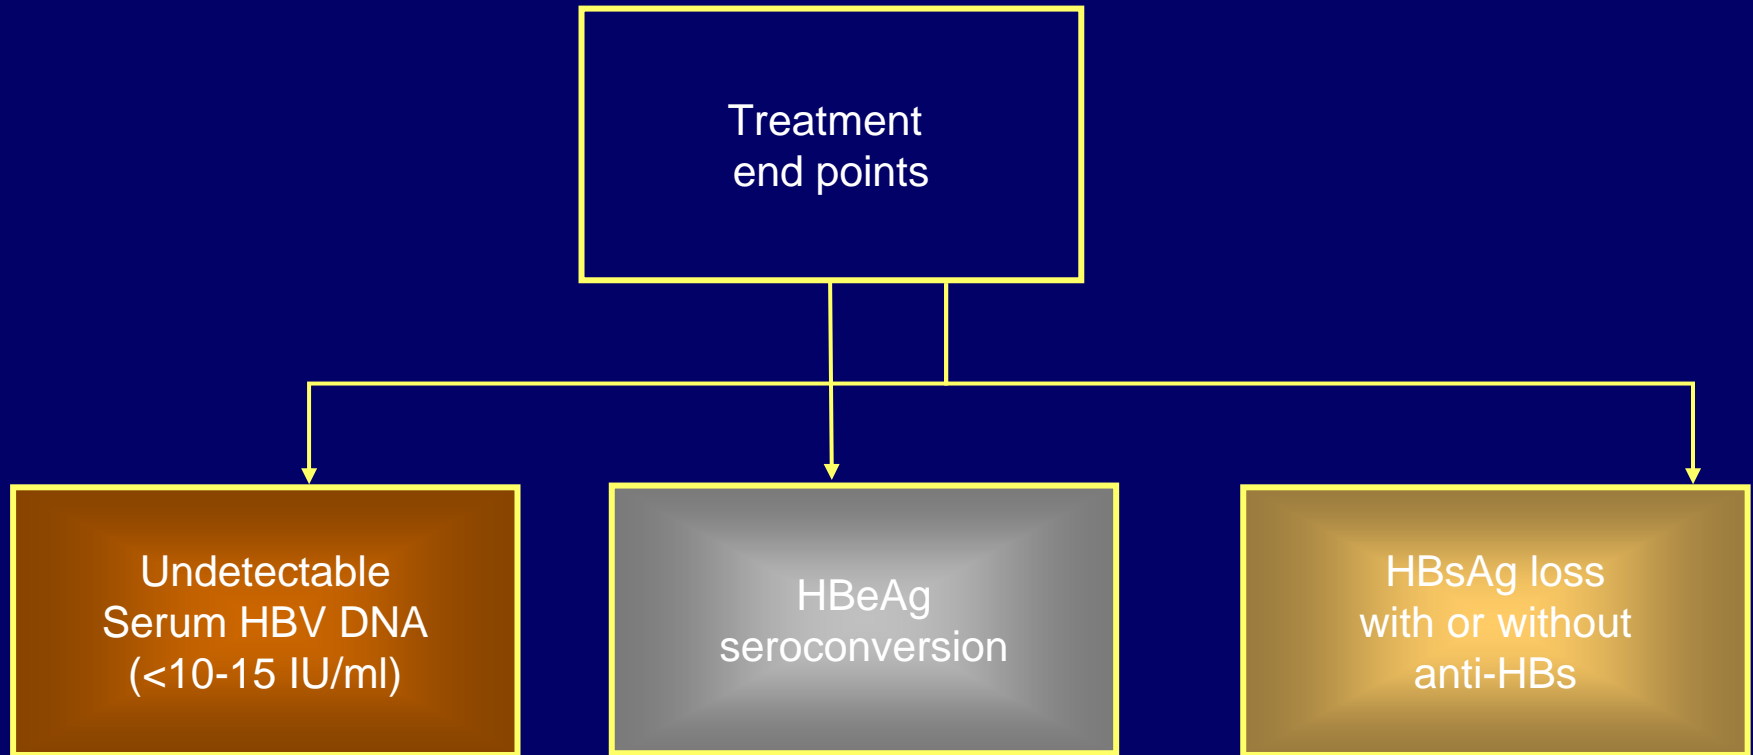 Treatment
end points
Undetectable
Serum HBV DNA
(<10-15 IU/ml)
HBeAg
seroconversion
HBsAg loss
with or without
anti-HBs